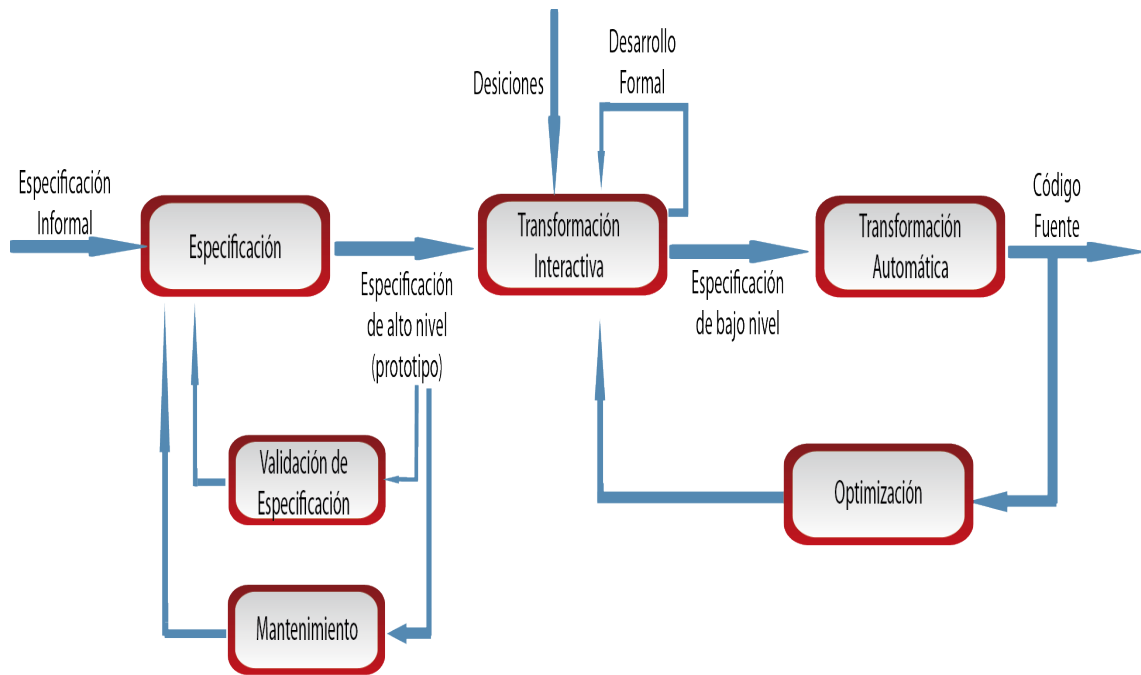 Desiciones
Desarrollo
Formal
Especificación
Informal
Especificación
Transformación
Interactiva
Transformación
Automática
Código
Fuente
Especificación
de alto nivel
(prototipo)
Especificación
de bajo nivel
Validación de
Especificación
Optimización
Mantenimiento